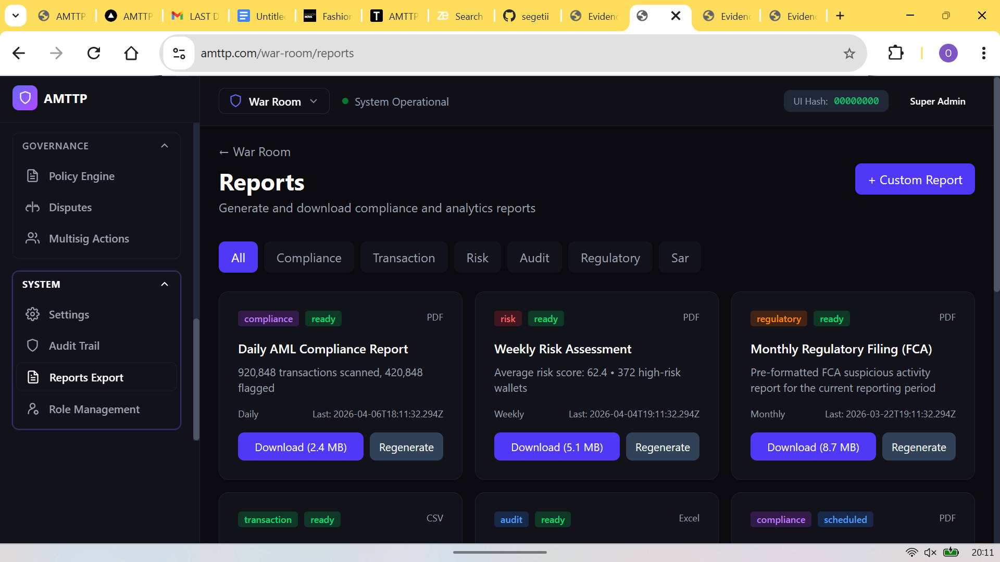 AMTTP
AMTTP
LAST D
Untitle
Fashion
AMTTP
Search
segetii
Evidenc
Evidenc
Evidenc
amttp.com/war-room/reports
O
AMTTP
War Room
System Operational
UI Hash: 00000000
Super Admin
GOVERNANCE
Policy Engine
Disputes
Multisig Actions
SYSTEM
Settings
Audit Trail
Reports Export
Role Management
← War Room
Reports
Generate and download compliance and analytics reports
+ Custom Report
All
Compliance
Transaction
Risk
Audit
Regulatory
Sar
compliance
ready
PDF
Daily AML Compliance Report
920,848 transactions scanned, 420,848
flagged
Daily
Last: 2026-04-06T18:11:32.294Z
Download (2.4 MB)
Regenerate
risk
ready
PDF
Weekly Risk Assessment
Average risk score: 62.4 • 372 high-risk
wallets
Weekly
Last: 2026-04-04T19:11:32.294Z
Download (5.1 MB)
Regenerate
regulatory
ready
PDF
Monthly Regulatory Filing (FCA)
Pre-formatted FCA suspicious activity
report for the current reporting period
Monthly
Last: 2026-03-22T19:11:32.294Z
Download (8.7 MB)
Regenerate
transaction
ready
CSV
audit
ready
Excel
compliance
scheduled
PDF
20:11